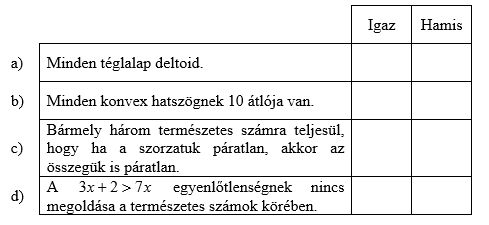 Igaz Hamis
a) Minden téglalap deltoid.
b) Minden konvex hatszögnek 10 átlója van.
Bármely három természetes számra teljesül,
c) hogy ha a szorzatuk páratlan, akkor az
összegük is páratlan.
A 3x + 2 > 7x egyenlőtlenségnek nincs
d) megoldása a természetes számok körében.